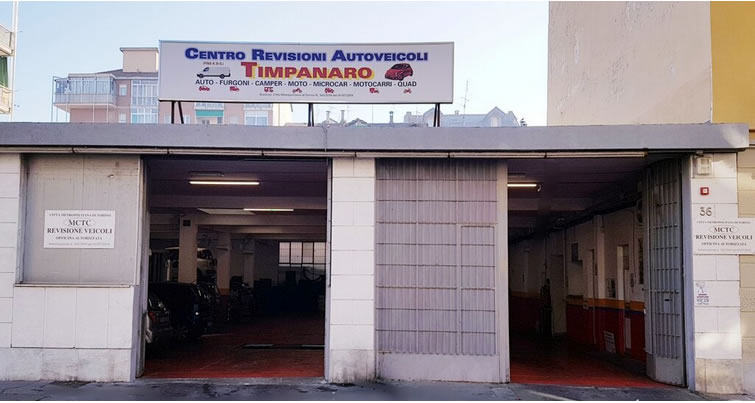 CENTRO REVISIONI AUTOVEICOLI
TIMPANARO
AUTO - FURGONI - CAMPER - MOTO - MICROCAR - MOTOCARRI - QUAD
CITTÀ METROPOLITANA DI TORINO
MCTC
REVISIONE VEICOLI
OFFICINA AUTORIZZATA
36
CITTÀ METROPOLITANA DI TORINO
MCTC
REVISIONE VEICOLI
OFFICINA AUTORIZZATA